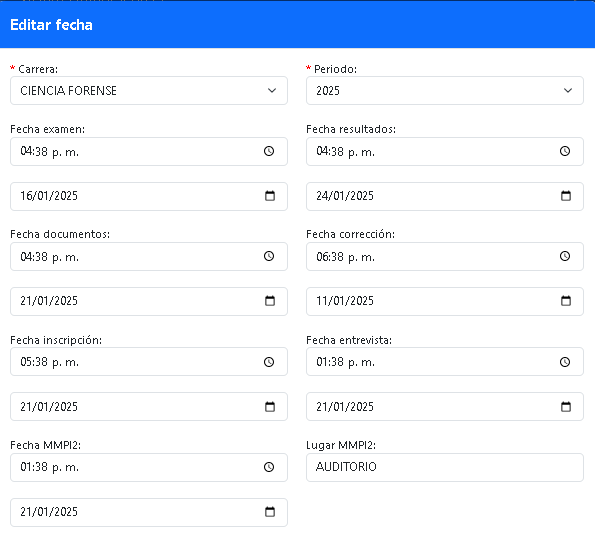 Editar fecha
* Carrera:
* Periodo:
CIENCIA FORENSE
2025
Fecha examen:
Fecha resultados:
04:38 p. m.
04:38 p. m.
16/01/2025
24/01/2025
Fecha documentos:
Fecha corrección:
04:38 p. m.
06:38 p. m.
21/01/2025
11/01/2025
Fecha inscripción:
Fecha entrevista:
05:38 p. m.
01:38 p. m.
21/01/2025
21/01/2025
Fecha MMPI2:
Lugar MMPI2:
01:38 p. m.
AUDITORIO
21/01/2025